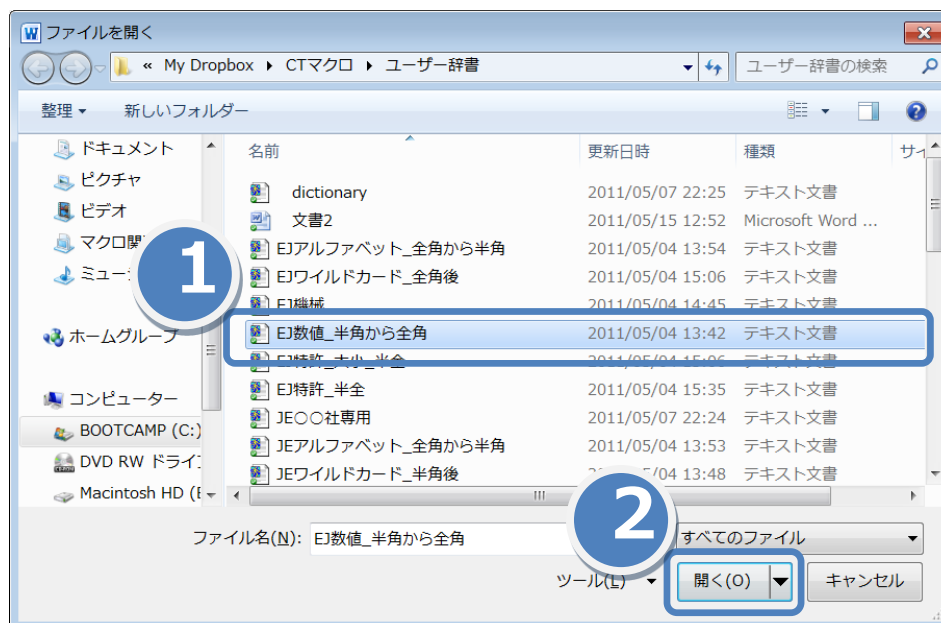 ファイルを開く
« My Dropbox ▸ CTマクロ ▸ ユーザー辞書
ユーザー辞書の検索
整理 ▾ 新しいフォルダー
ドキュメント
ピクチャ
ビデオ
マクロ
ミュー
ホームグループ
コンピューター
BOOTCAMP (C:)
DVD RW ドライ
Macintosh HD
名前 更新日時 種類
dictionary 2011/05/07 22:25 テキスト文書
文書2 2011/05/15 12:52 Microsoft Word ...
EJアルファベット_全角から半角 2011/05/04 13:54 テキスト文書
EJワイルドカード_全角後 2011/05/04 15:06 テキスト文書
EJ機械 2011/05/04 14:45 テキスト文書
EJ数値_半角から全角 2011/05/04 13:42 テキスト文書
EJ特許_大小_半全 2011/05/04 15:06 テキスト文書
EJ特許_半全 2011/05/04 15:35 テキスト文書
JE○○社専用 2011/05/07 22:24 テキスト文書
JEアルファベット_全角から半角 2011/05/04 13:53 テキスト文書
JEワイルドカード_半角後 13:48 テキスト文書
1
2
ファイル名(N): EJ数値_半角から全角
すべてのファイル
ツール(L)
開く(O)
キャンセル